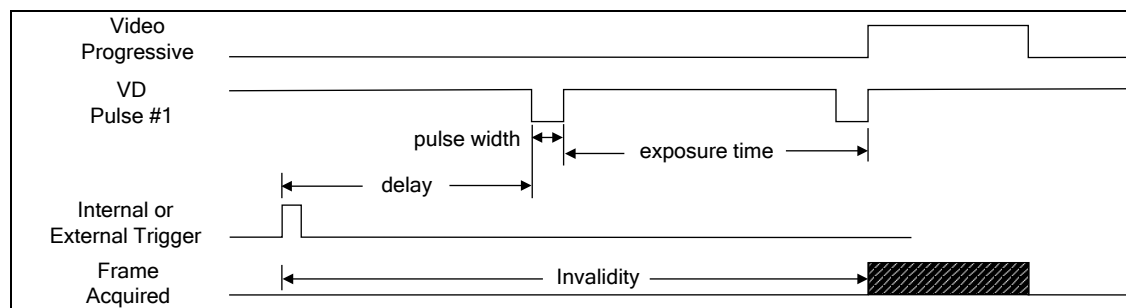 Video
Progressive
VD
Pulse #1
pulse width
exposure time
delay
Internal or
External Trigger
Invalidity
Frame
Acquired